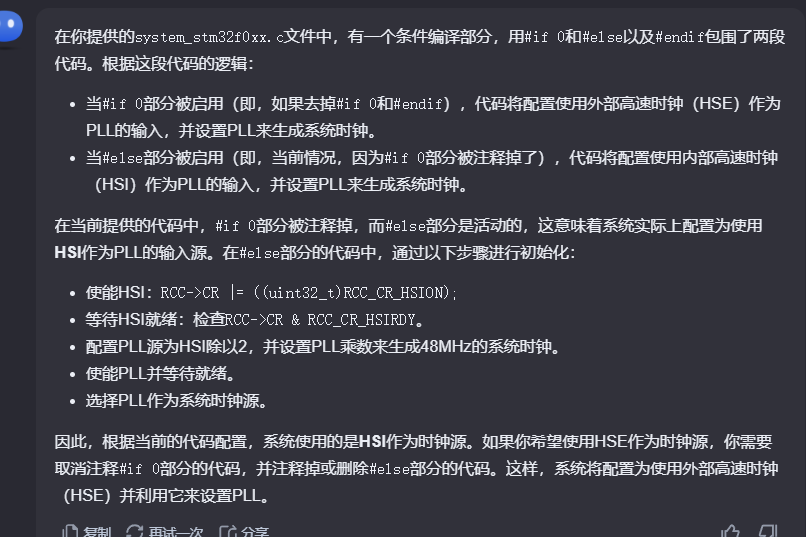 在你提供的system_stm32f0xx.c文件中，有一个条件编译部分，用#if 0和#else以及#endif包围了两段
代码。根据这段代码的逻辑：
• 当#if 0部分被启用（即，如果去掉#if 0和#endif），代码将配置使用外部高速时钟（HSE）作为
PLL的输入，并设置PLL来生成系统时钟。
• 当#else部分被启用（即，当前情况，因为#if 0部分被注释掉了），代码将配置使用内部高速时钟
（HSI）作为PLL的输入，并设置PLL来生成系统时钟。
在当前提供的代码中，#if 0部分被注释掉，而#else部分是活动的，这意味着系统实际上配置为使用
HSI作为PLL的输入源。在#else部分的代码中，通过以下步骤进行初始化：
• 使能HSI：RCC->CR |= ((uint32_t)RCC_CR_HSION);
• 等待HSI就绪：检查RCC->CR & RCC_CR_HSIRDY。
• 配置PLL源为HSI除以2，并设置PLL乘数来生成48MHz的系统时钟。
• 使能PLL并等待就绪。
• 选择PLL作为系统时钟源。
因此，根据当前的代码配置，系统使用的是HSI作为时钟源。如果你希望使用HSE作为时钟源，你需要
取消注释#if 0部分的代码，并注释掉或删除#else部分的代码。这样，系统将配置为使用外部高速时钟
（HSE）并利用它来设置PLL。
复制 再试一次 分享